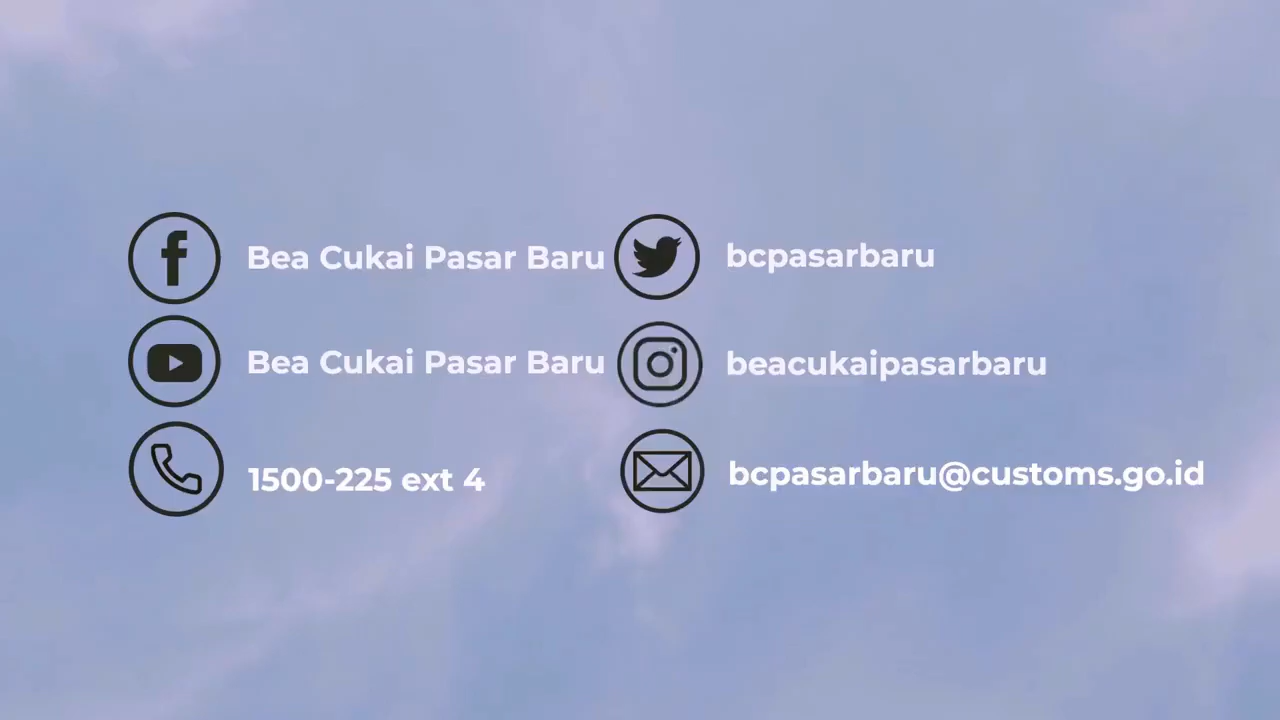 Bea Cukai Pasar Baru
bcpasarbaru
Bea Cukai Pasar Baru
beacukaipasarbaru
1500-225 ext 4
bcpasarbaru@customs.go.id